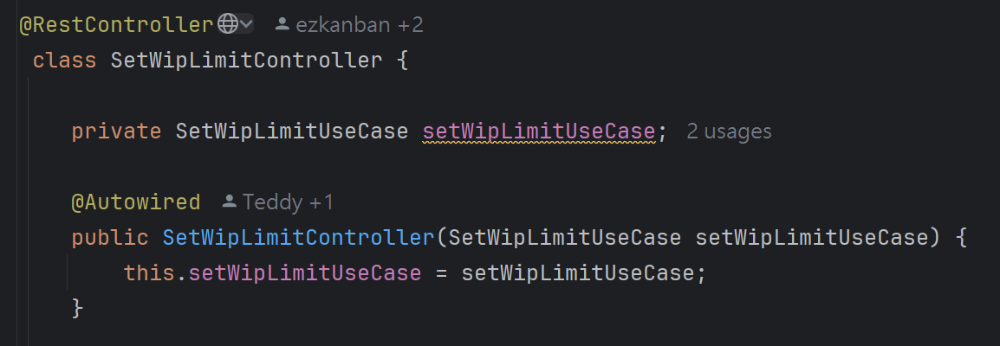 @RestController ezkanban +2
class SetWipLimitController {
private SetWipLimitUseCase setWipLimitUseCase; 2 usages
@Autowired Teddy +1
public SetWipLimitController(SetWipLimitUseCase setWipLimitUseCase) {
this.setWipLimitUseCase = setWipLimitUseCase;
}